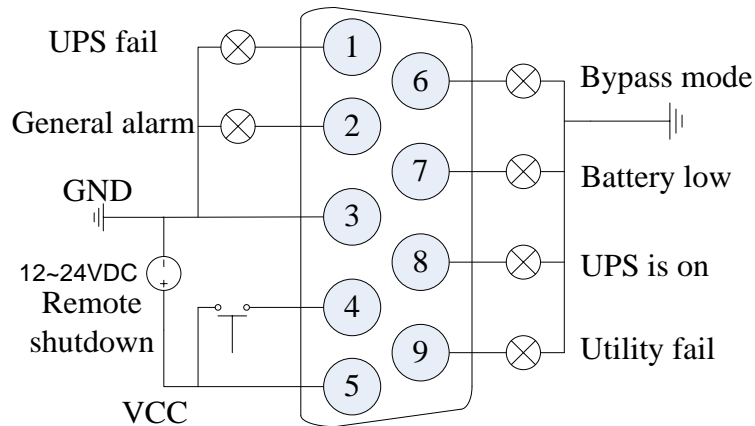 UPS fail
1
6
Bypass mode
General alarm
2
7
Battery low
GND
3
12~24VDC
-
+
8
UPS is on
Remote
shutdown
4
9
Utility fail
VCC
5